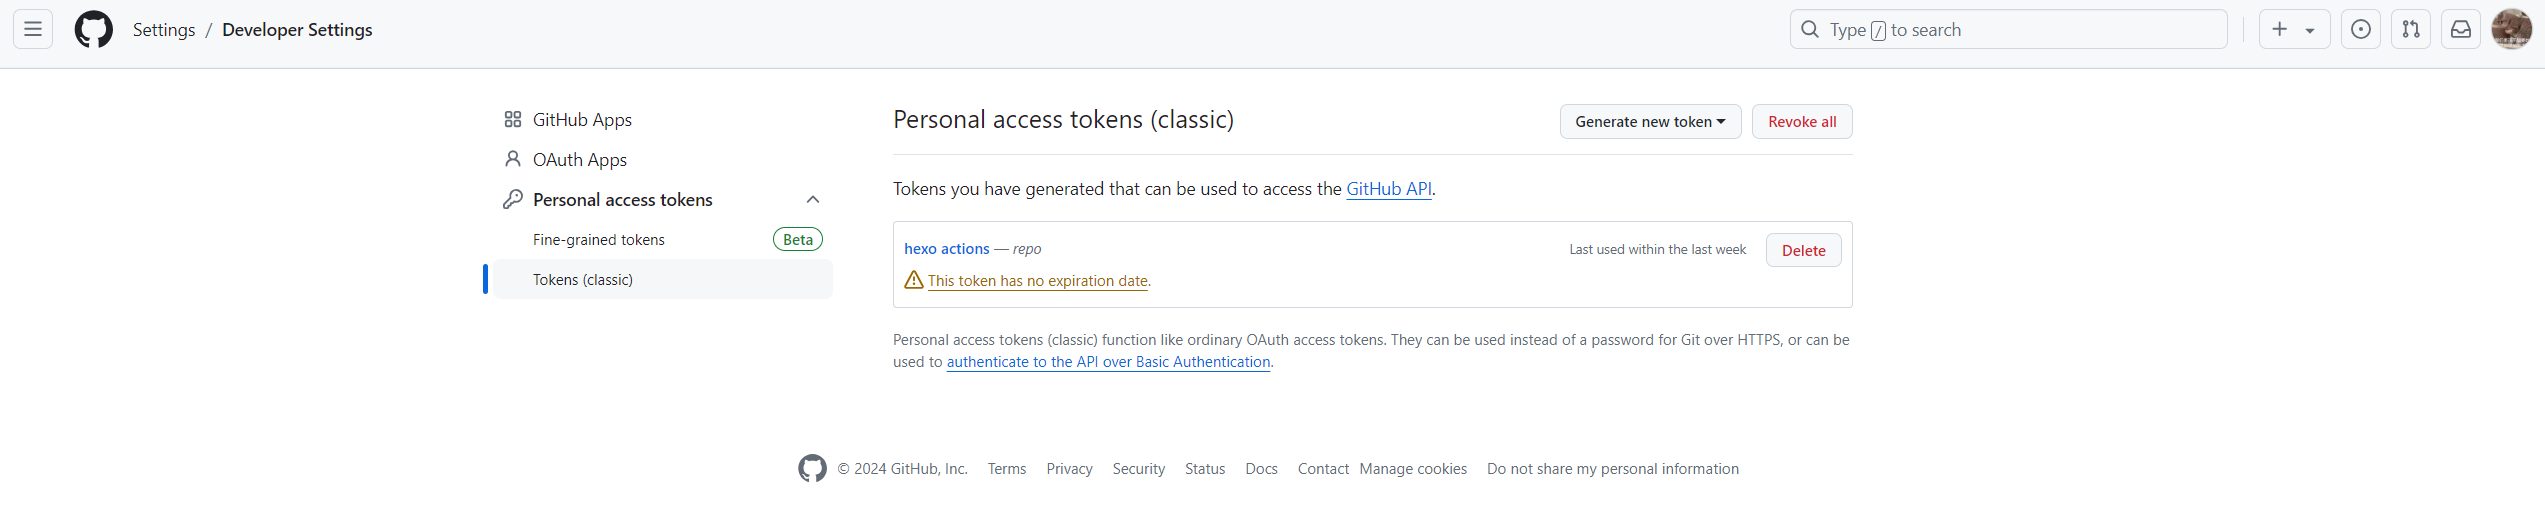 Settings / Developer Settings
Type / to search
GitHub Apps
OAuth Apps
Personal access tokens
Fine-grained tokens Beta
Tokens (classic)
Personal access tokens (classic)
Generate new token Revoke all
Tokens you have generated that can be used to access the GitHub API.
hexo actions — repo Last used within the last week Delete
This token has no expiration date.
Personal access tokens (classic) function like ordinary OAuth access tokens. They can be used instead of a password for Git over HTTPS, or can be
used to authenticate to the API over Basic Authentication.
© 2024 GitHub, Inc. Terms Privacy Security Status Docs Contact Manage cookies Do not share my personal information